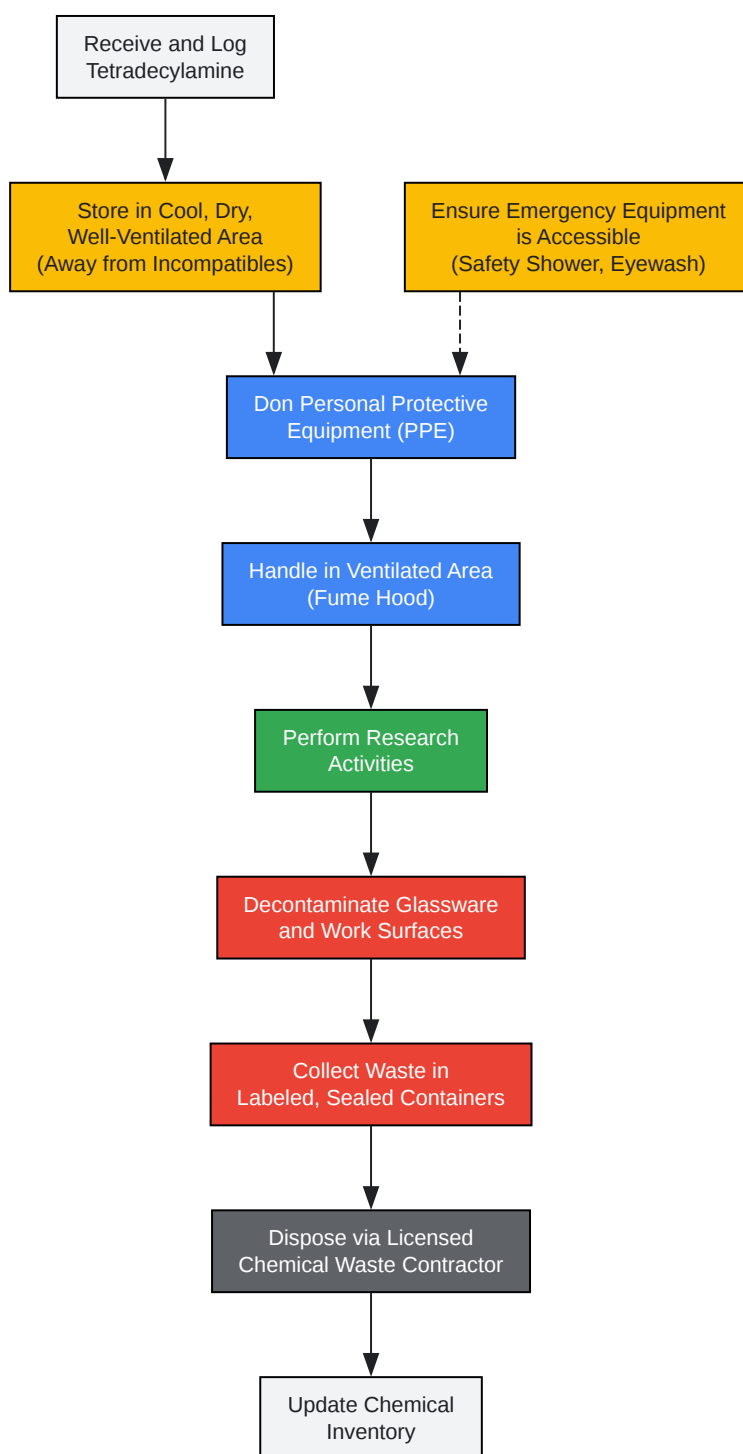 Receive and Log
Tetradecylamine
Store in Cool, Dry,
Well-Ventilated Area
(Away from Incompatibles)
Ensure Emergency Equipment
is Accessible
(Safety Shower, Eyewash)
Don Personal Protective
Equipment (PPE)
Handle in Ventilated Area
(Fume Hood)
Perform Research
Activities
Decontaminate Glassware
and Work Surfaces
Collect Waste in
Labeled, Sealed Containers
Dispose via Licensed
Chemical Waste Contractor
Update Chemical
Inventory